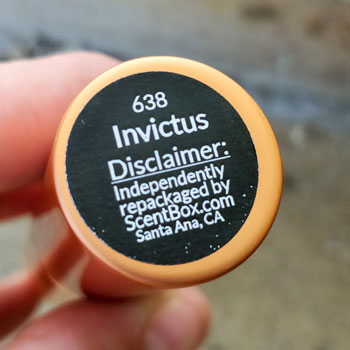 638
Invictus
Disclaimer:
Independently
repackaged by
ScentBox.com
Santa Ana, CA